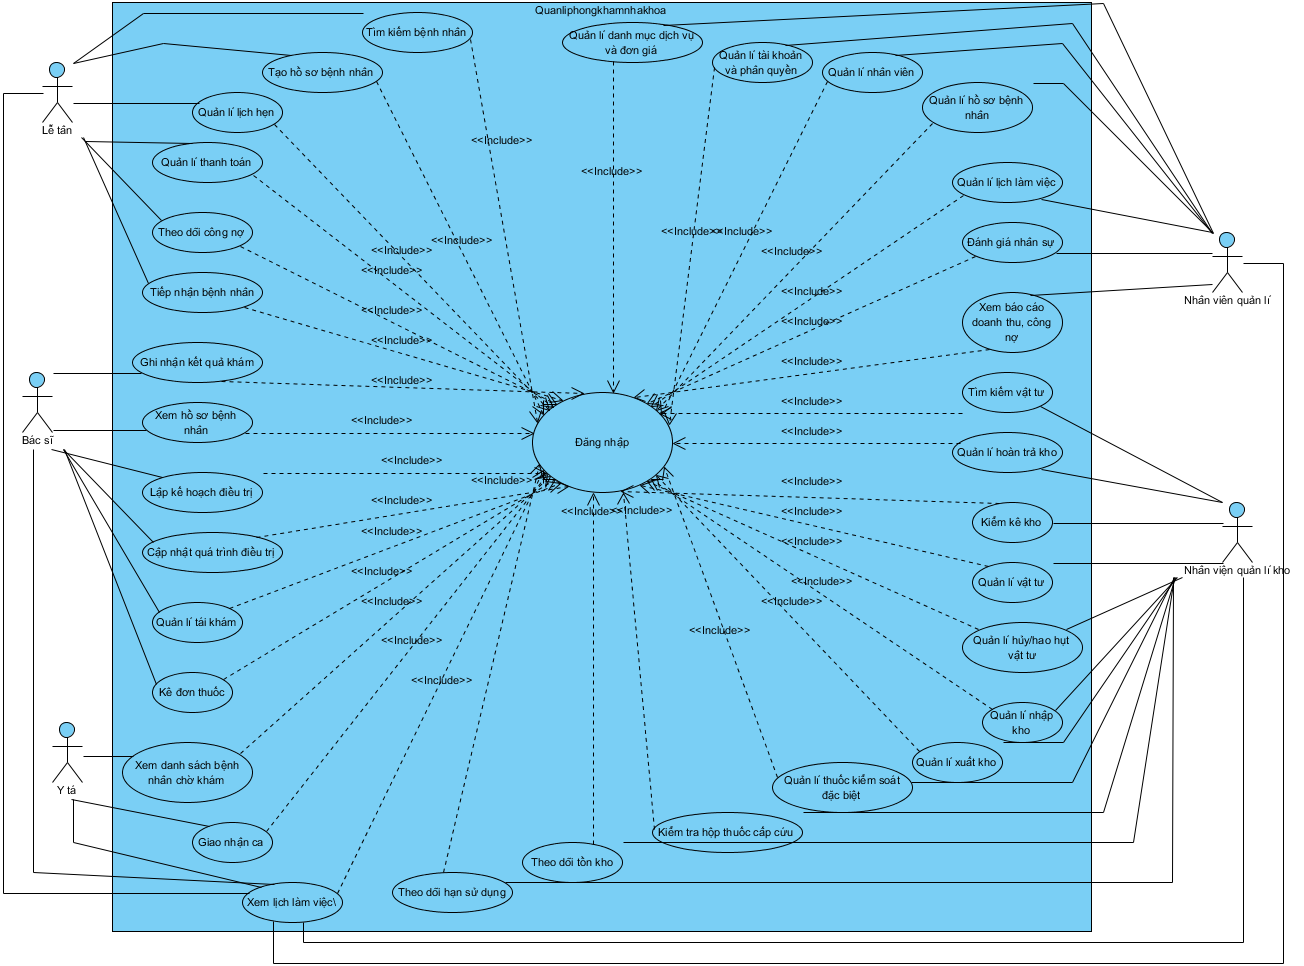 Quanliphongkhamnhakhoa
Tìm kiếm bệnh nhân
Quản lí danh mục dịch vụ
và đơn giá
Quản lí tài khoản
và phân quyền
Quản lí nhân viên
Tạo hồ sơ bệnh nhân
Quản lí hồ sơ bệnh
nhân
Quản lí lịch hẹn
Lễ tân
<<Include>>
Quản lí thanh toán
<<Include>>
Quản lí lịch làm việc
Theo dõi công nợ
<<Include>>
<<Include>>
<<Include>>
Đánh giá nhân sự
<<Include>>
<<Include>>
<<Include>>
Tiếp nhận bệnh nhân
<<Include>>
Nhân viên quản lí
<<Include>>
<<Include>>
Xem báo cáo
doanh thu, công
nợ
<<Include>>
Ghi nhận kết quả khám
<<Include>>
<<Include>>
Tìm kiếm vật tư
<<Include>>
Xem hồ sơ bệnh
nhân
<<Include>>
<<Include>>
Bác sĩ
Đăng nhập
Quản lí hoàn trả kho
<<Include>>
<<Include>>
<<Include>>
Lập kế hoạch điều trị
<<Include>>
<<Include>>
<<Include>>
<<Include>>
Kiểm kê kho
Cập nhật quá trình điều trị
<<Include>>
<<Include>>
Quản lí vật tư
Nhân viện quản lí kho
<<Include>>
<<Include>>
Quản lí tái khám
<<Include>>
<<Include>>
Quản lí hủy/hao hụt
vật tư
<<Include>>
Kê đơn thuốc
Quản lí nhập
kho
Xem danh sách bệnh
nhân chờ khám
Quản lí xuất kho
Y tá
Quản lí thuốc kiểm soát
đặc biệt
Giao nhận ca
Kiểm tra hộp thuốc cấp cứu
Theo dõi tồn kho
Theo dõi hạn sử dụng
Xem lịch làm việc\